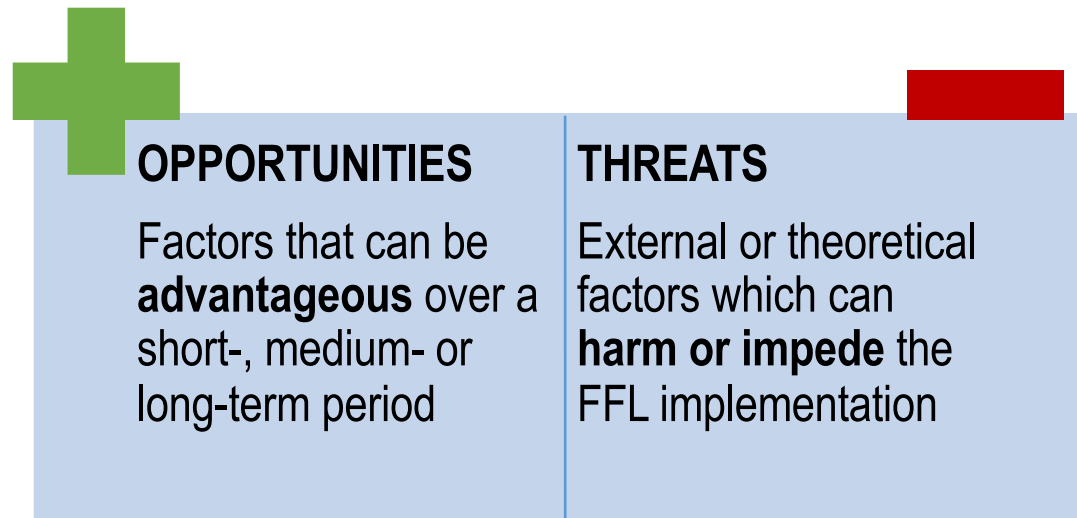 OPPORTUNITIES
Factors that can be
advantageous over a
short-, medium- or
long-term period
THREATS
External or theoretical
factors which can
harm or impede the
FFL implementation